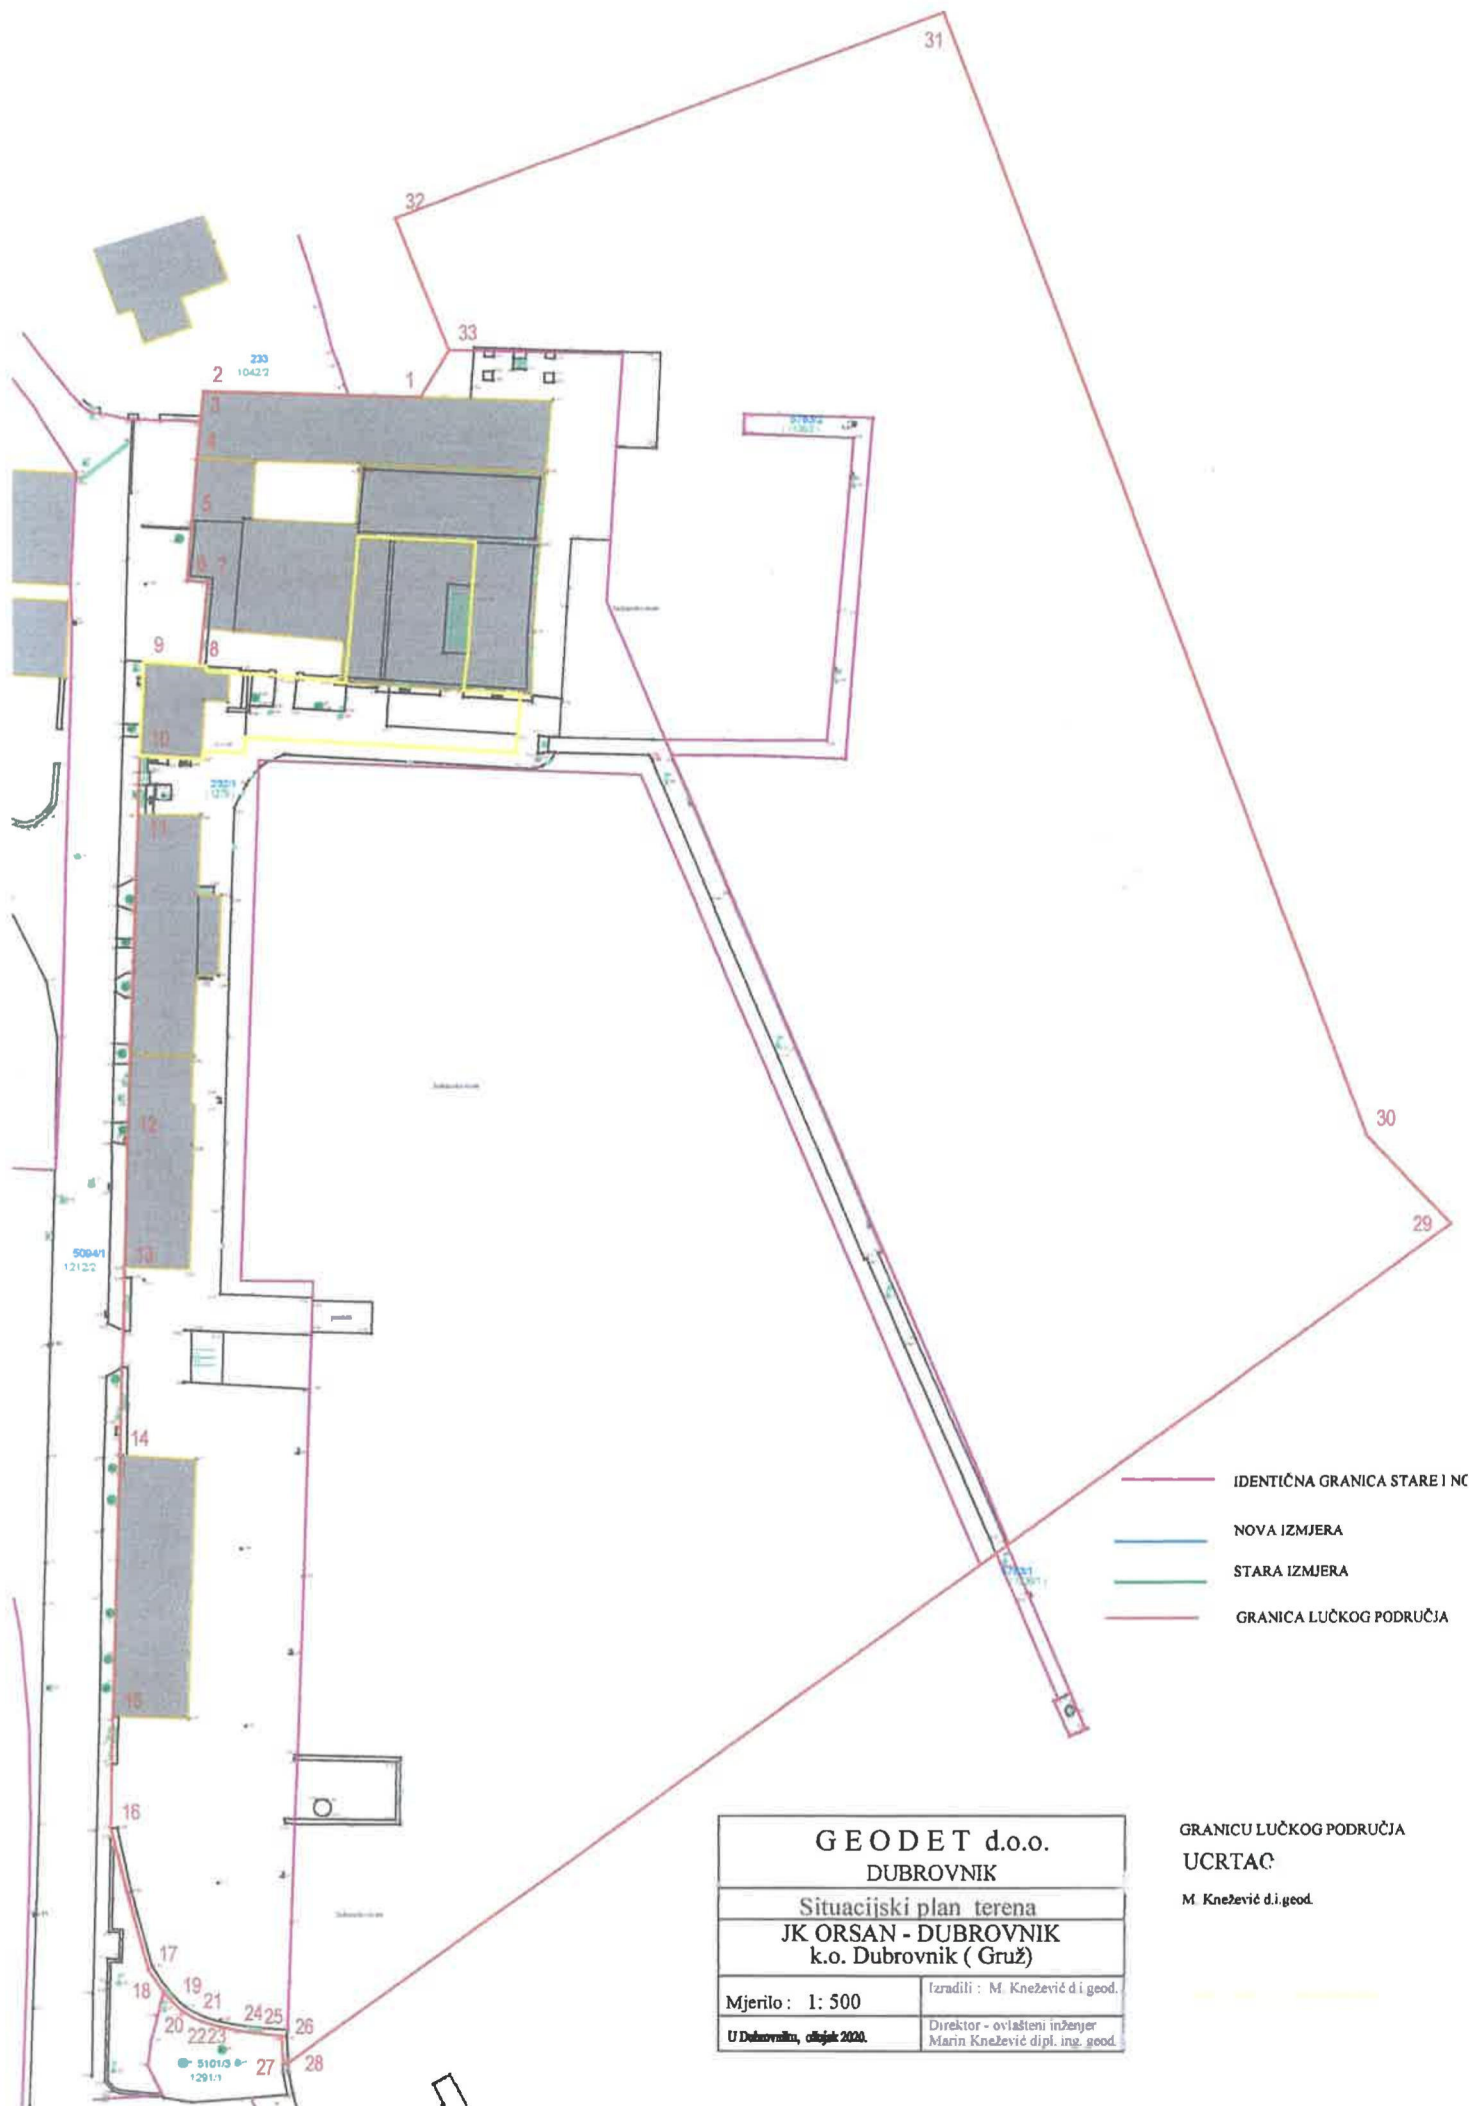 31
32
33
1
2
3
4
5
6
7
8
9
10
11
12
13
14
15
16
17
18
19
20
21
22
23
24
25
26
27
28
29
30
233
1042/2
5094/1
1212/2
5101/3
1291/1
IDENTIČNA GRANICA STARE I NO
NOVA IZMJERA
STARA IZMJERA
GRANICA LUČKOG PODRUČJA
GEODET d.o.o.
DUBROVNIK
Situacijski plan terena
JK ORSAN - DUBROVNIK
k.o. Dubrovnik ( Gruž)
Mjerilo : 1: 500
Izradili : M. Knežević d i geod.
U Dubrovniku, ožujak 2020.
Direktor - ovlašteni inženjer
Marin Knežević dipl. ing. geod.
GRANICU LUČKOG PODRUČJA
UCRTAO
M. Knežević d.i.geod.